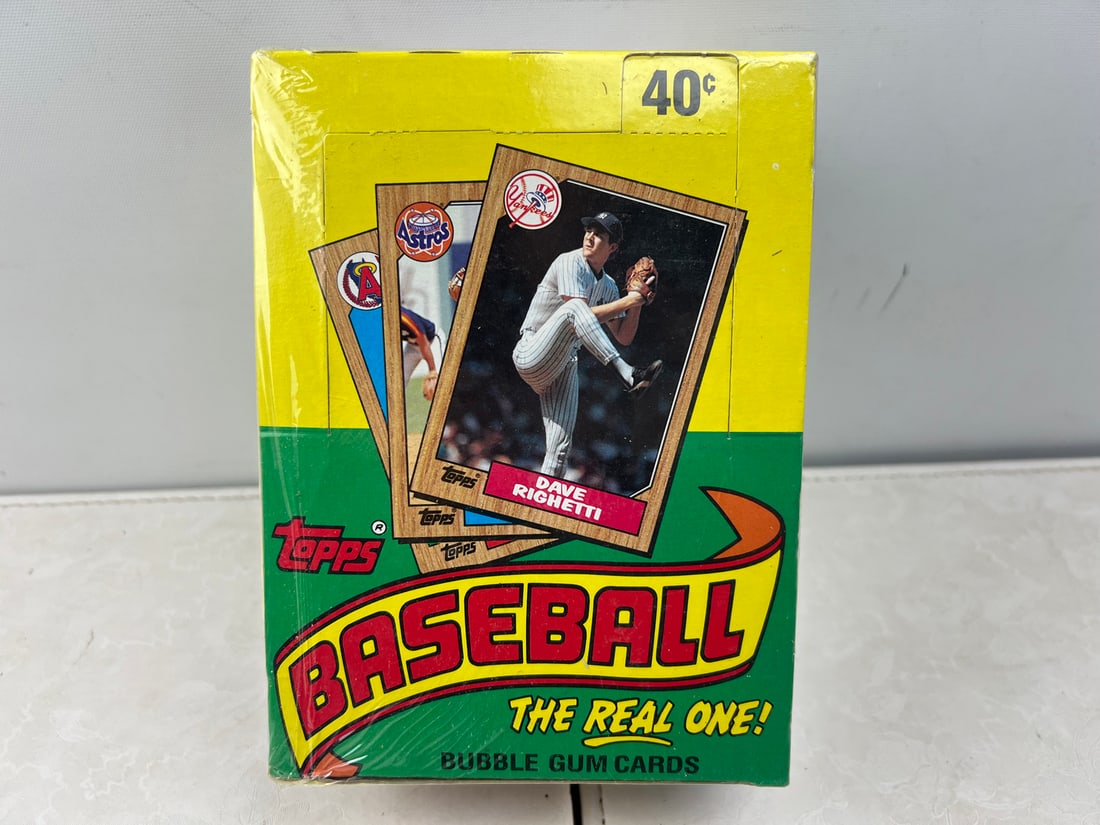 40¢
Yankees
Astros
A
DAVE
RIGHETTI
Topps
Topps
Topps
Topps®
BASEBALL
THE REAL ONE!
BUBBLE GUM CARDS